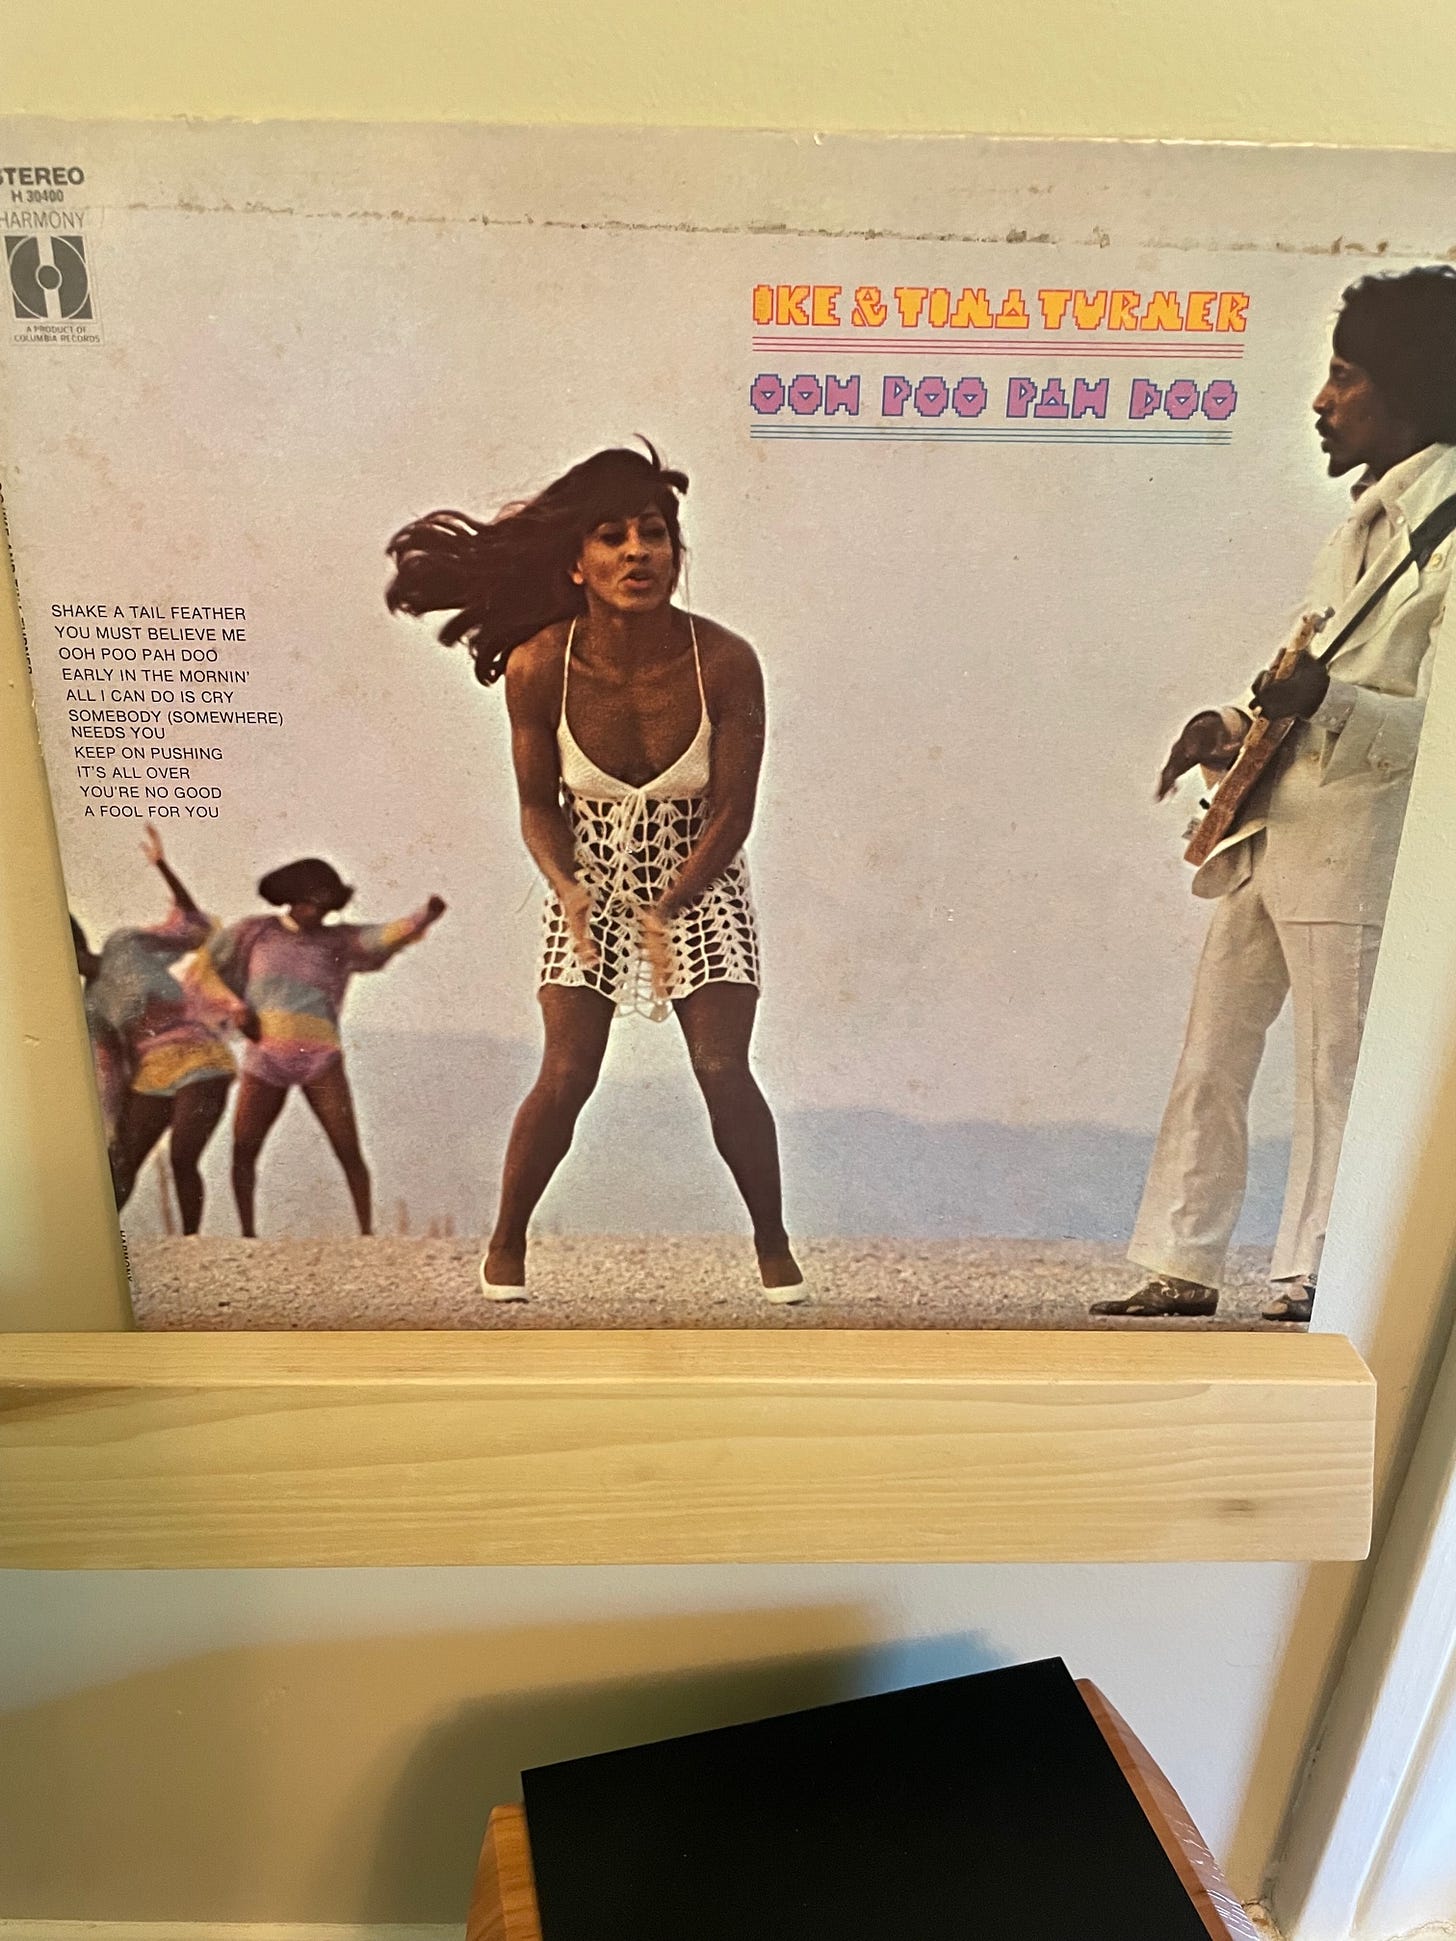 STEREO
H 30400
HARMONY
A PRODUCT OF
COLUMBIA RECORDS
IKE & TINA TURNER
OOH POO PAH DOO
SHAKE A TAIL FEATHER
YOU MUST BELIEVE ME
OOH POO PAH DOO
EARLY IN THE MORNIN'
ALL I CAN DO IS CRY
SOMEBODY (SOMEWHERE)
NEEDS YOU
KEEP ON PUSHING
IT'S ALL OVER
YOU'RE NO GOOD
A FOOL FOR YOU
HARMONY